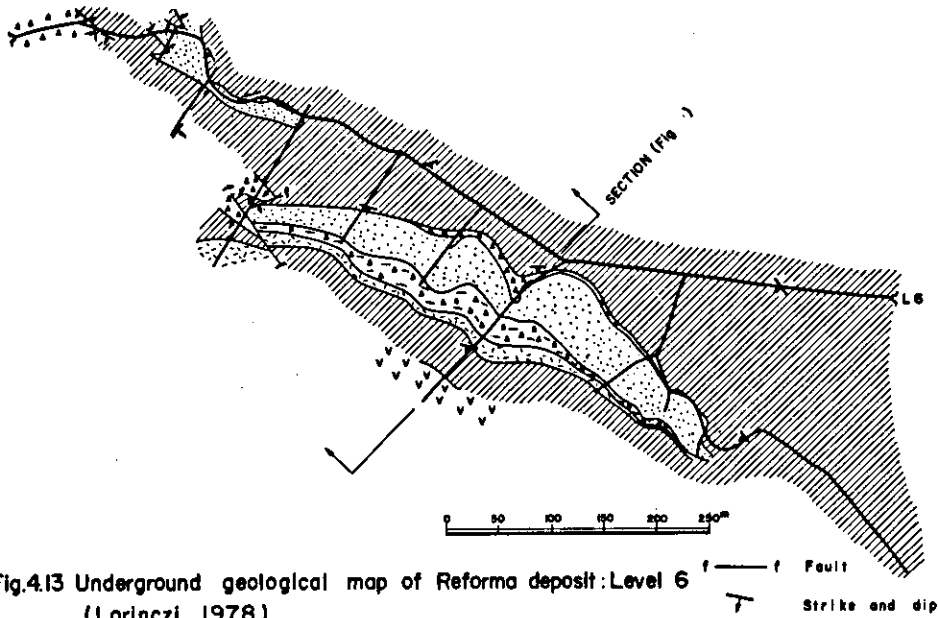 SECTION (Fig
L6
0 50 100 150 200 250m
Fig.4.13 Underground geological map of Reforma deposit: Level 6
(Lorinczi, 1978)
f f Fault
Strike and dip